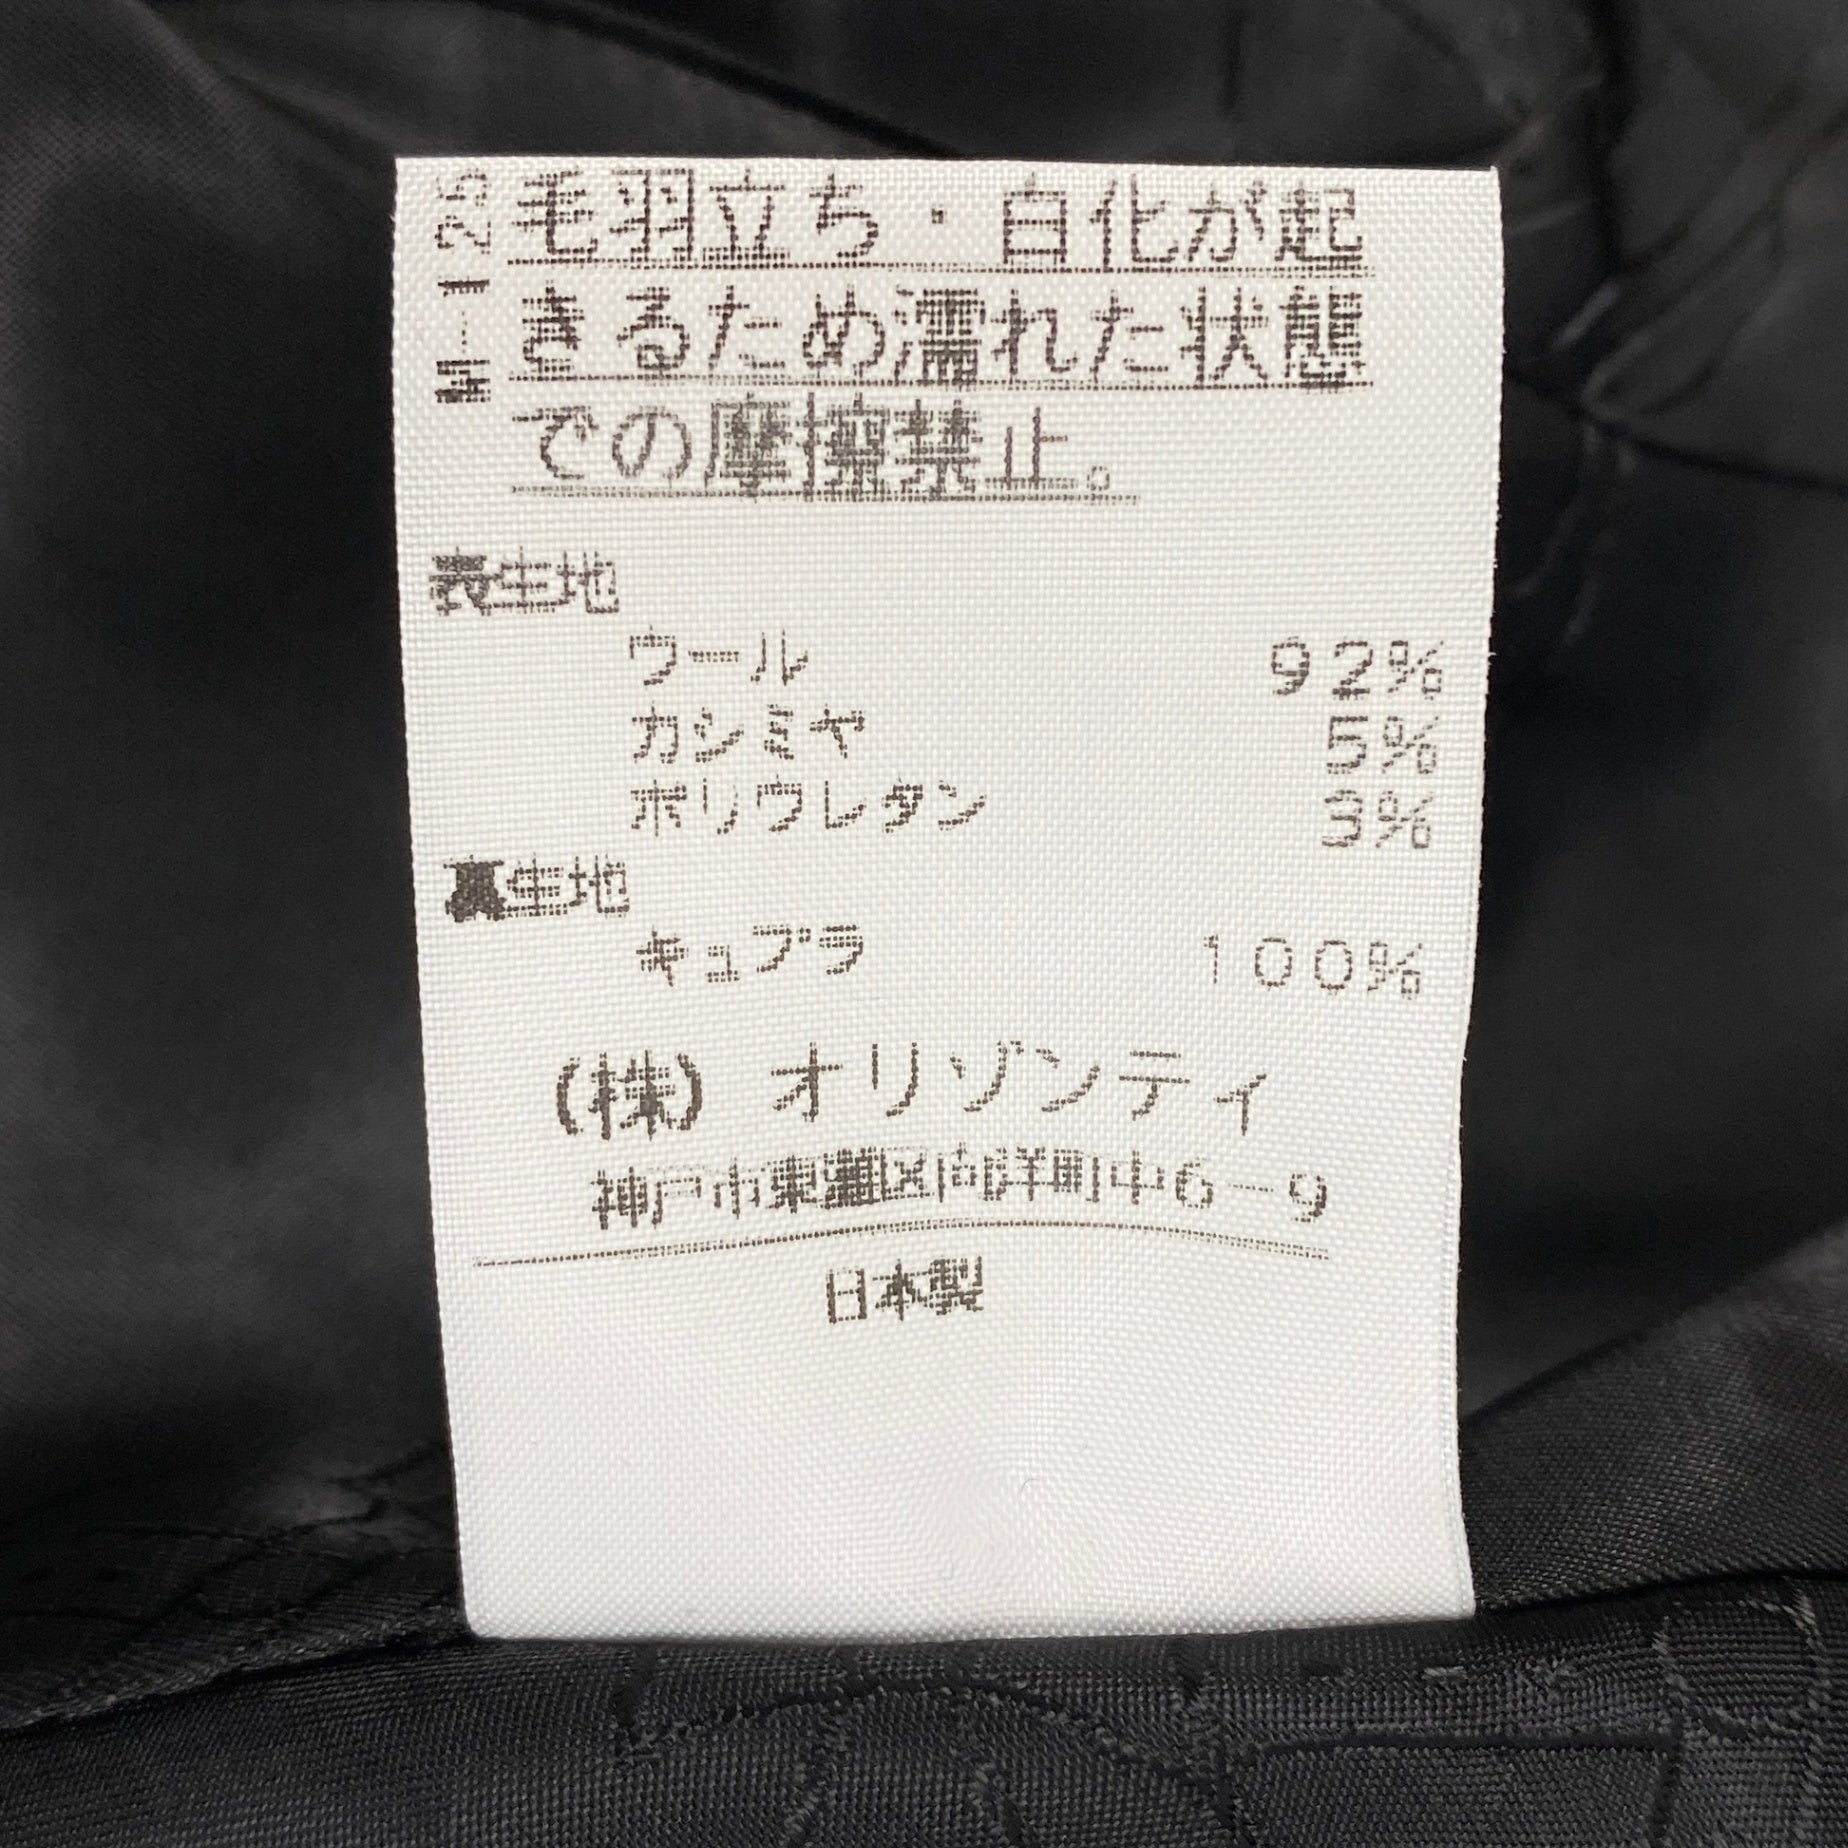 毛羽立ち・白化が起
きるため濡れた状態
での摩擦禁止。
表生地
ウール 92%
カシミヤ 5%
ポリウレタン 3%
裏生地
キュプラ 100%
(株) オリゾンティ
神戸市東灘区向洋町中6-9
日本製